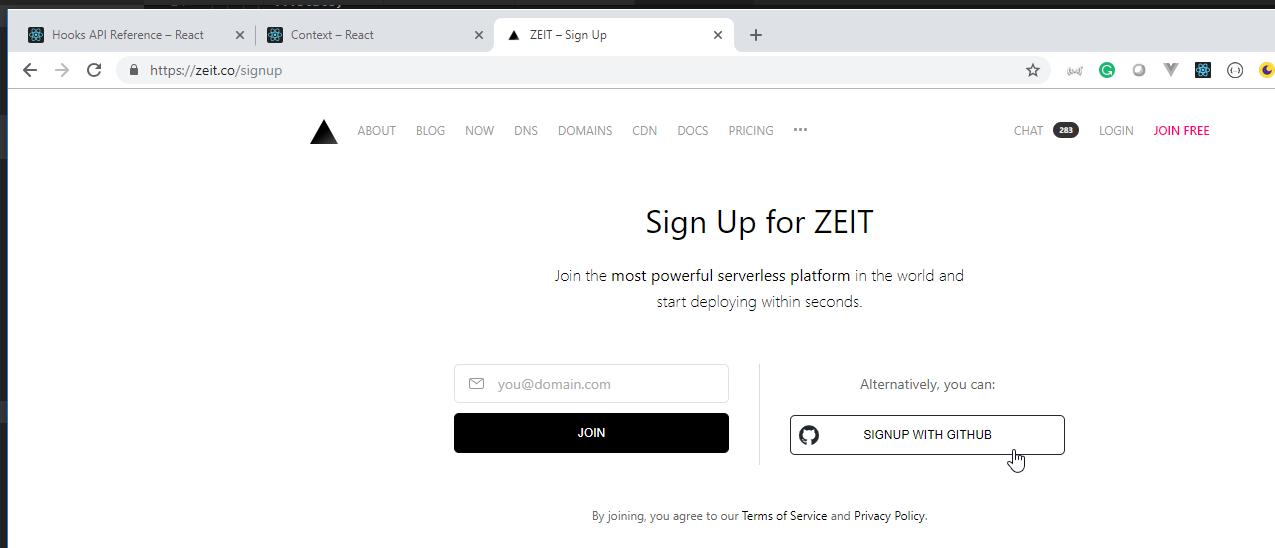 Hooks API Reference – React
Context – React
ZEIT – Sign Up
https://zeit.co/signup
ABOUT BLOG NOW DNS DOMAINS CDN DOCS PRICING ••• CHAT 283 LOGIN JOIN FREE
Sign Up for ZEIT
Join the most powerful serverless platform in the world and
start deploying within seconds.
you@domain.com
JOIN
Alternatively, you can:
SIGNUP WITH GITHUB
By joining, you agree to our Terms of Service and Privacy Policy.